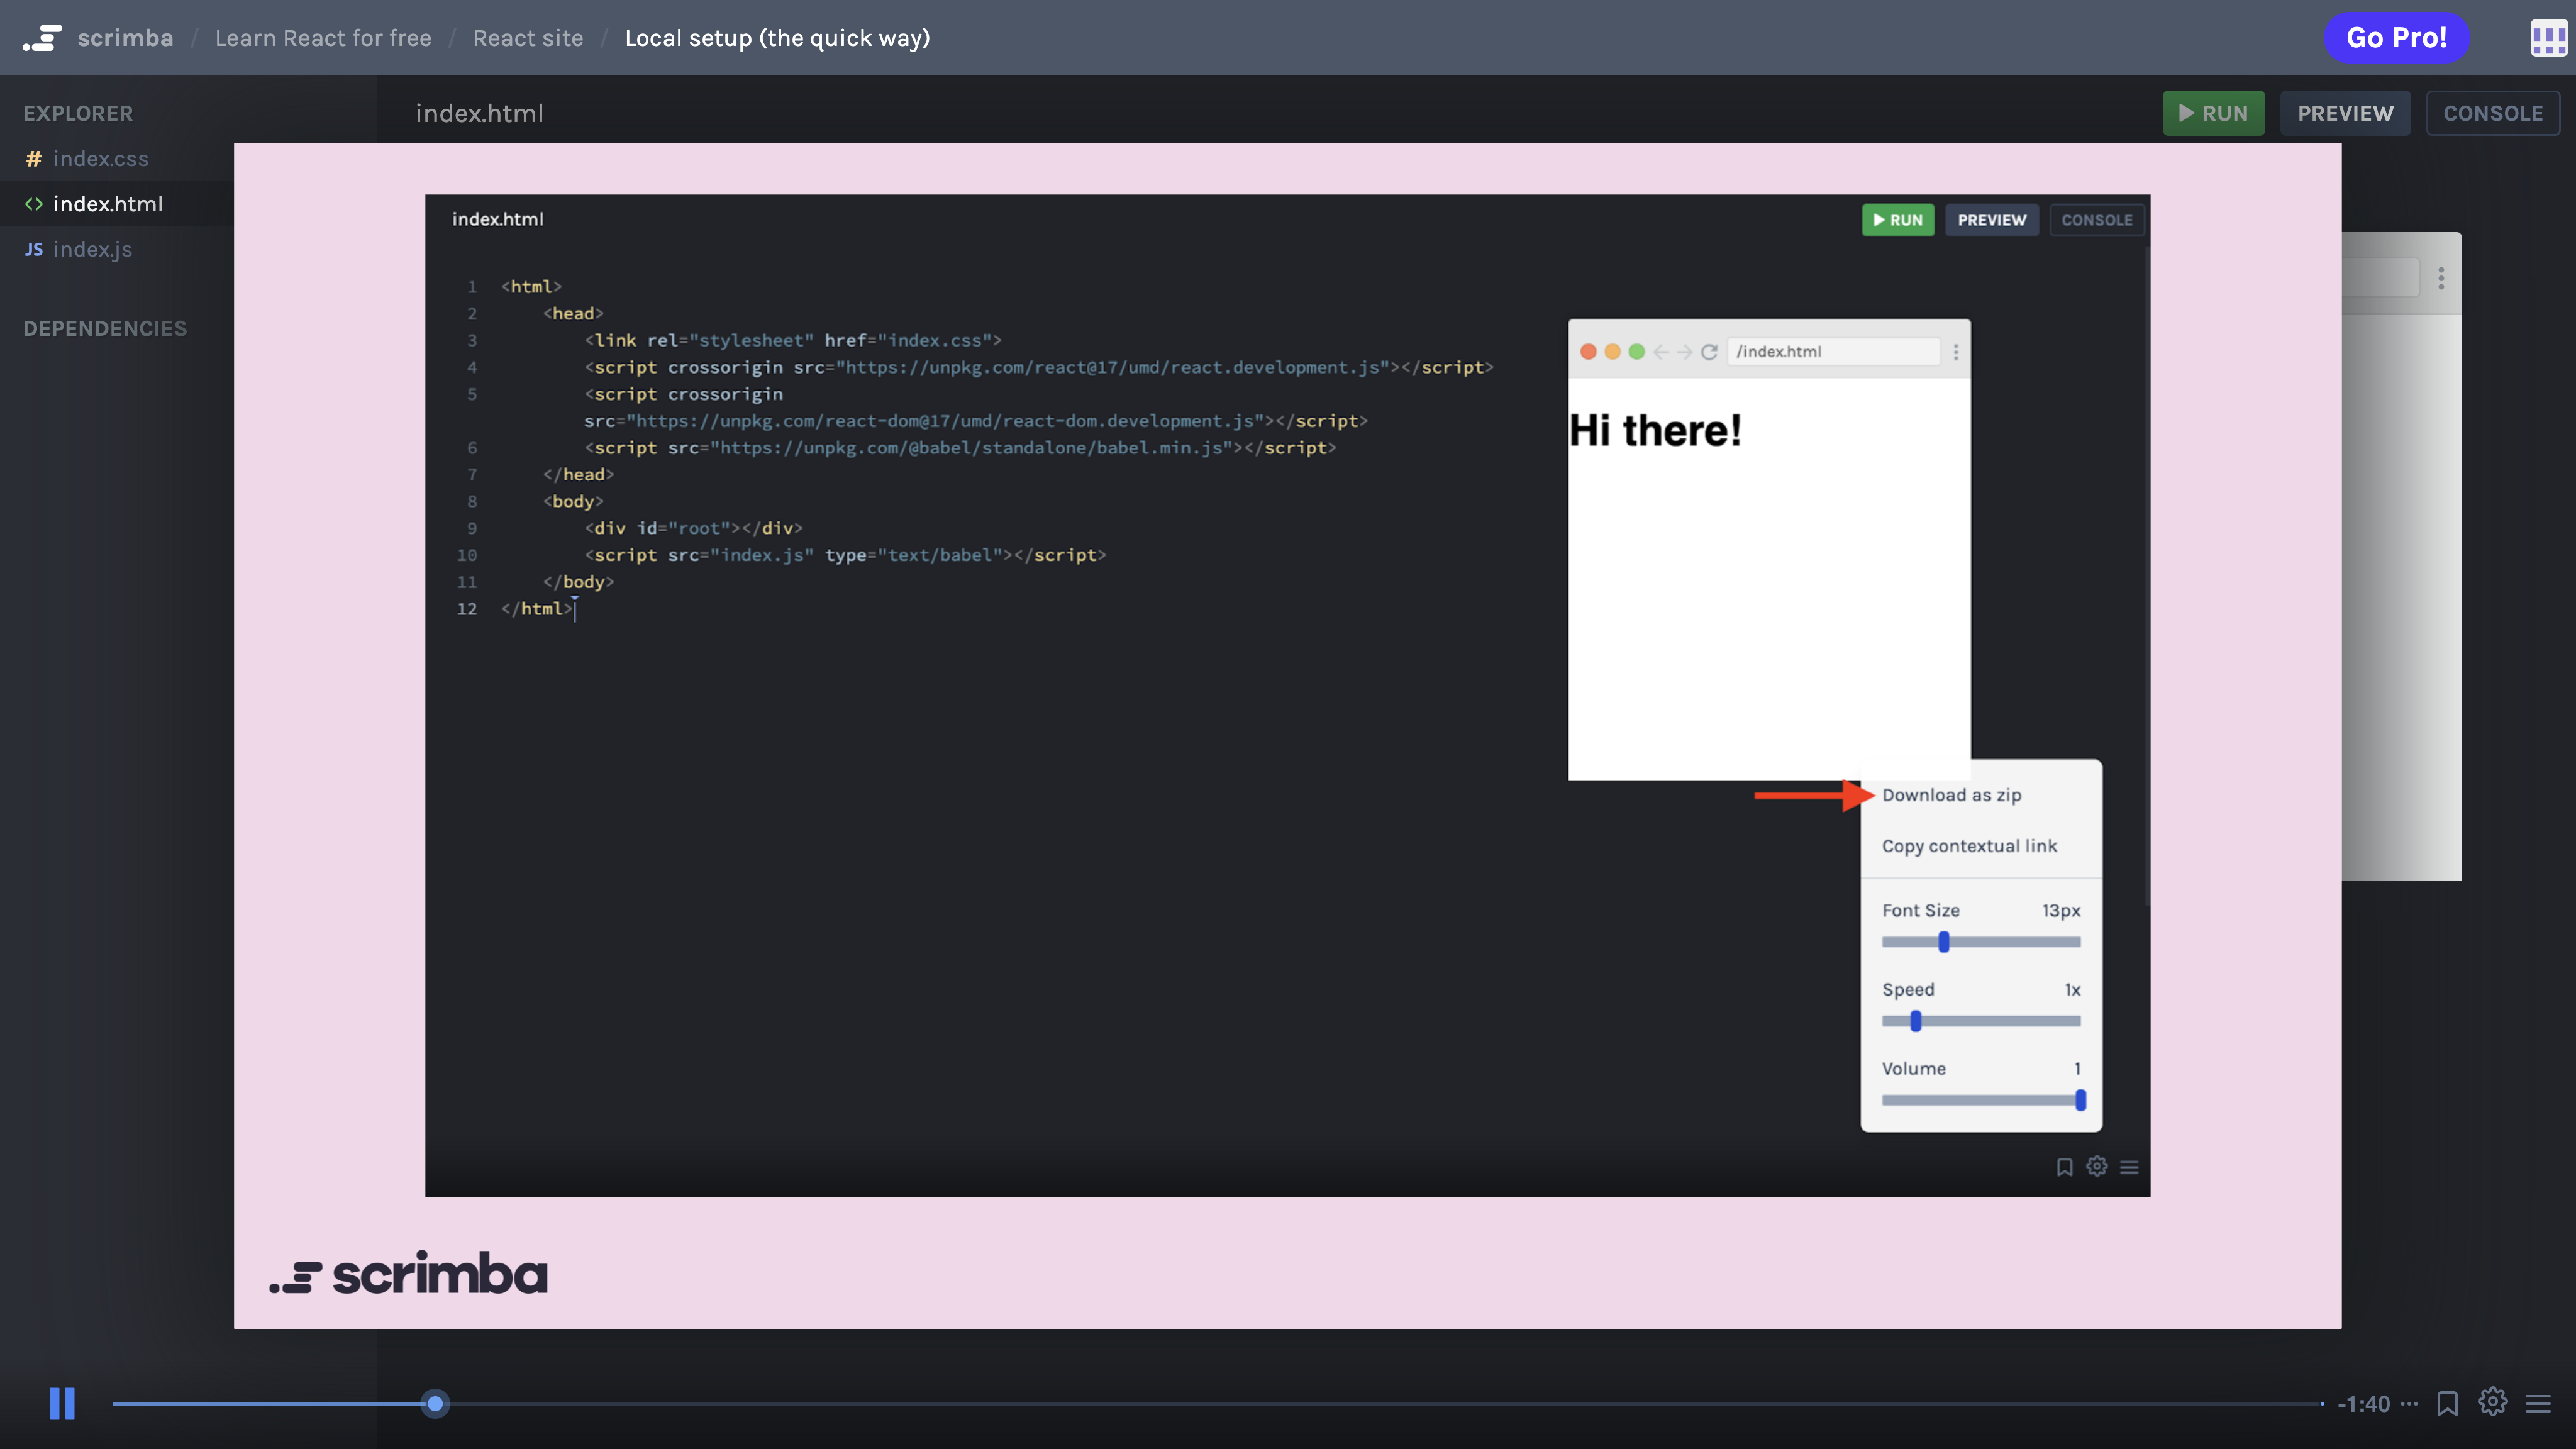 scrimba / Learn React for free / React site / Local setup (the quick way)
Go Pro!
EXPLORER
# index.css
<> index.html
JS index.js
DEPENDENCIES
index.html
RUN PREVIEW CONSOLE
index.html
RUN PREVIEW CONSOLE
1 <html>
2 <head>
3 <link rel="stylesheet" href="index.css">
4 <script crossorigin src="https://unpkg.com/react@17/umd/react.development.js"></script>
5 <script crossorigin
src="https://unpkg.com/react-dom@17/umd/react-dom.development.js"></script>
6 <script src="https://unpkg.com/@babel/standalone/babel.min.js"></script>
7 </head>
8 <body>
9 <div id="root"></div>
10 <script src="index.js" type="text/babel"></script>
11 </body>
12 </html>
/index.html
Hi there!
Download as zip
Copy contextual link
Font Size 13px
Speed 1x
Volume 1
scrimba
-1:40 ...